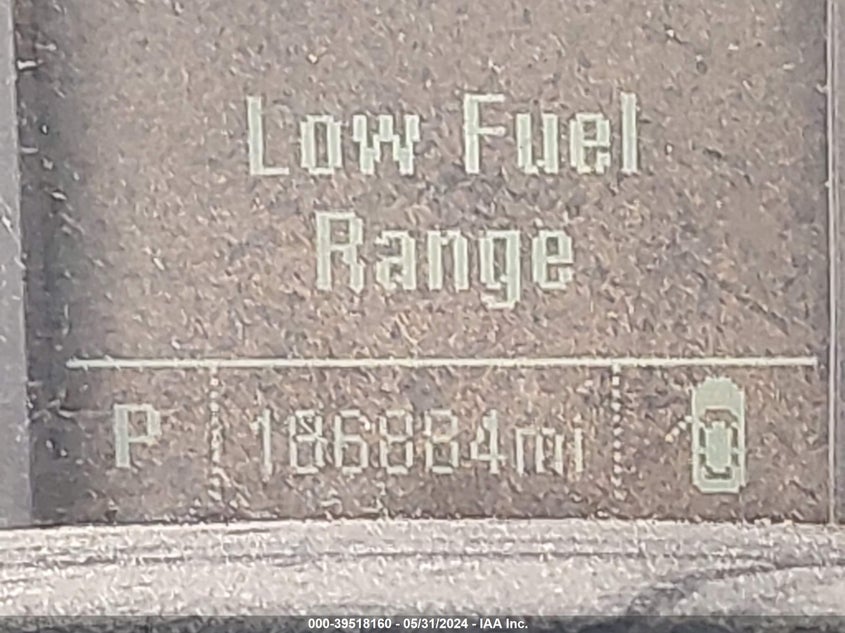 Low Fuel
Range
P 186884mi
000-39518160 - 05/31/2024 - IAA Inc.